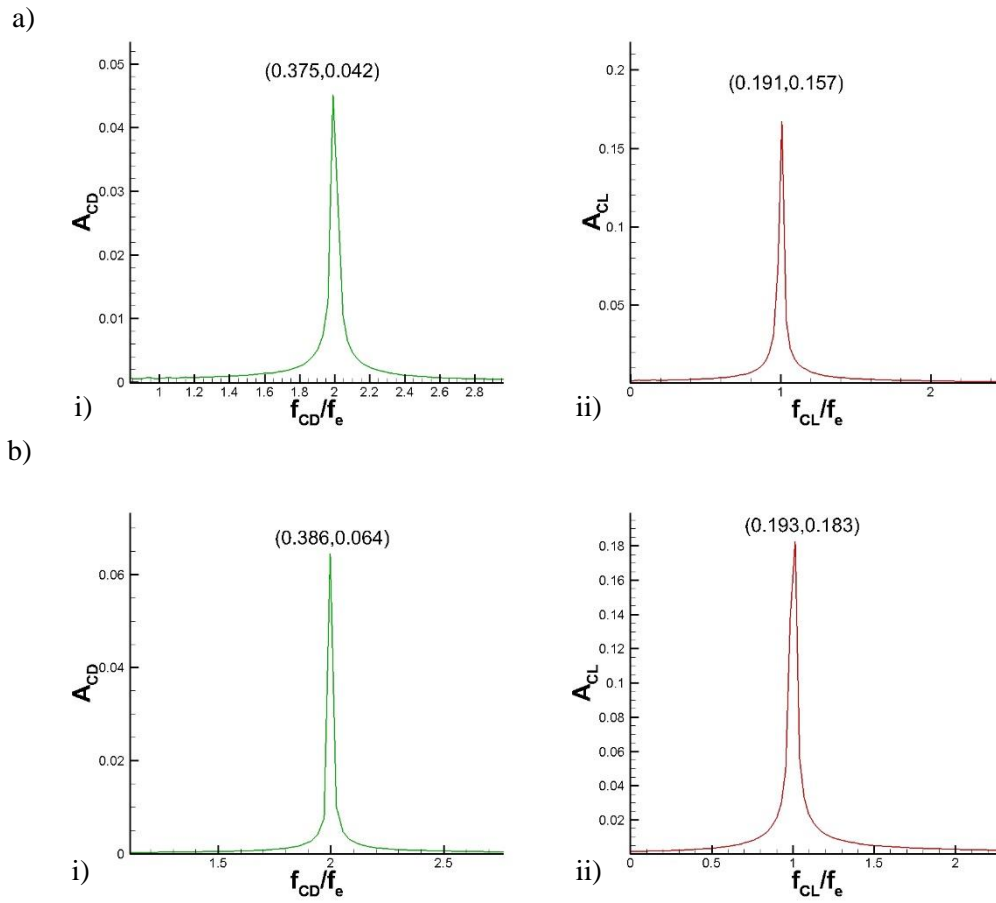 a)
(0.375,0.042)
0.05
0.04
0.03
0.02
0.01
0
A_CD
1 1.2 1.4 1.6 1.8 2 2.2 2.4 2.6 2.8
i) f_CD/f_e
(0.191,0.157)
0.2
0.15
0.1
0.05
A_CL
0 1 2
ii) f_CL/f_e
b)
(0.386,0.064)
0.06
0.04
0.02
0
A_CD
1.5 2 2.5
i) f_CD/f_e
(0.193,0.183)
0.18
0.16
0.14
0.12
0.1
0.08
0.06
0.04
0.02
A_CL
0 0.5 1 1.5 2
ii) f_CL/f_e